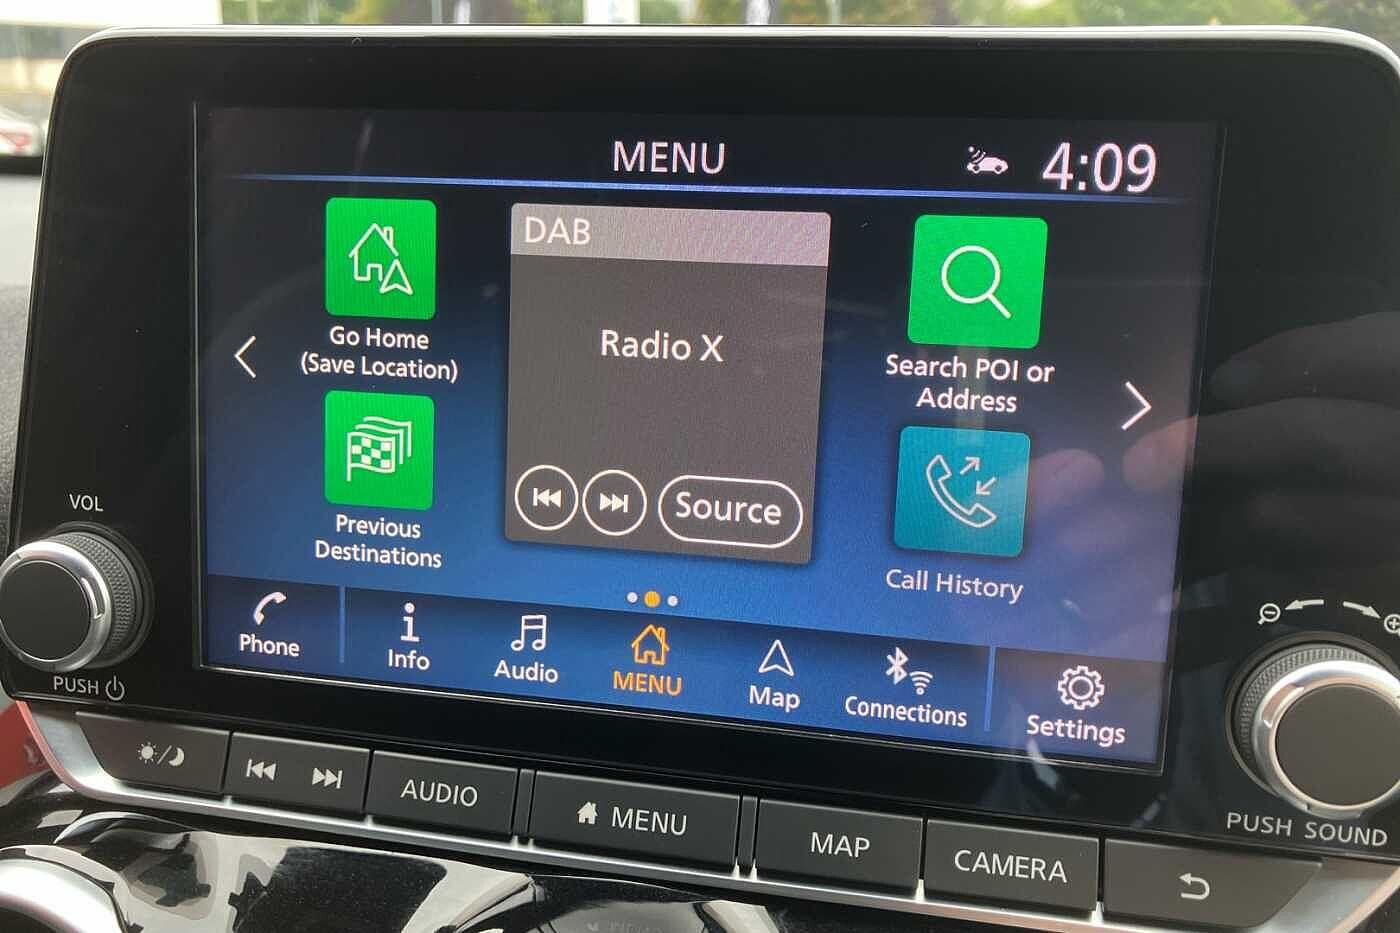 MENU
4:09
Go Home
(Save Location)
DAB
Radio X
Source
Search POI or
Address
Previous
Destinations
Call History
Phone
Info
Audio
MENU
Map
Connections
Settings
VOL
PUSH
AUDIO
MENU
MAP
CAMERA
PUSH SOUND